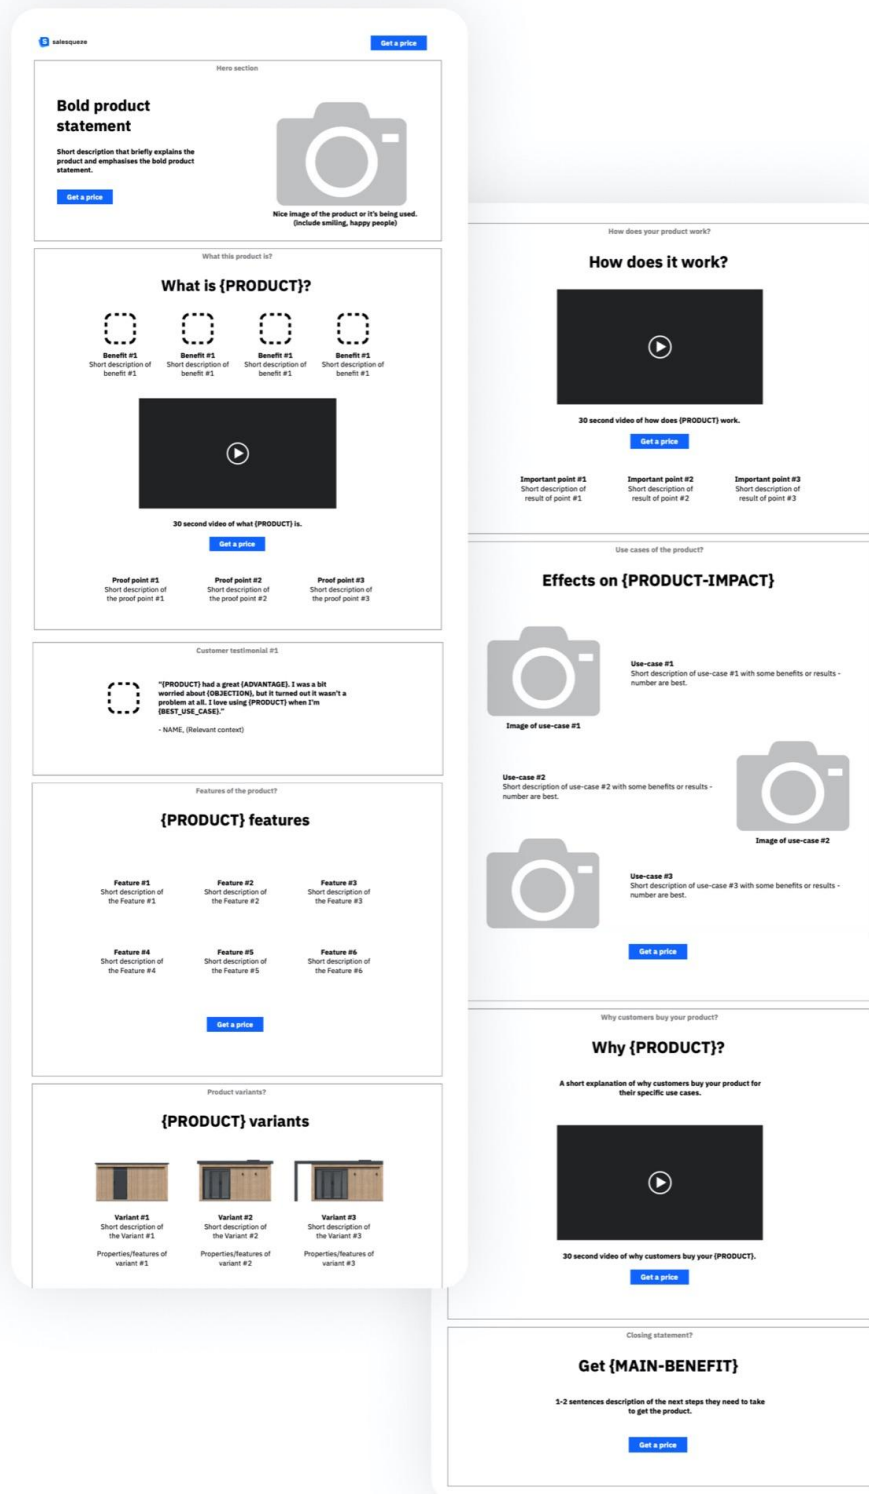 salesqueze
Get a price
Hero section
Bold product
statement
Short description that briefly explains the
product and emphasises the bold product
statement.
Get a price
Nice image of the product or it's being used.
(include smiling, happy people)
What this product is?
What is {PRODUCT}?
Benefit #1 Benefit #1 Benefit #1 Benefit #1
Short description of Short description of Short description of Short description of
benefit #1 benefit #1 benefit #1 benefit #1
30 second video of what {PRODUCT} is.
Get a price
Proof point #1 Proof point #2 Proof point #3
Short description of Short description of Short description of
the proof point #1 the proof point #2 the proof point #3
Customer testimonial #1
"{PRODUCT} had a great {ADVANTAGE}. I was a bit
worried about {OBJECTION}, but it turned out it wasn't a
problem at all. I love using {PRODUCT} when I'm
{BEST_USE_CASE}."
- NAME, (Relevant context)
Features of the product?
{PRODUCT} features
Feature #1 Feature #2 Feature #3
Short description of Short description of Short description of
the Feature #1 the Feature #2 the Feature #3
Feature #4 Feature #5 Feature #6
Short description of Short description of Short description of
the Feature #4 the Feature #5 the Feature #6
Get a price
Product variants?
{PRODUCT} variants
Variant #1 Variant #2 Variant #3
Short description of Short description of Short description of
the Variant #1 the Variant #2 the Variant #3
Properties/features of Properties/features of Properties/features of
variant #1 variant #2 variant #3
How does your product work?
How does it work?
30 second video of how does {PRODUCT} work.
Get a price
Important point #1 Important point #2 Important point #3
Short description of Short description of Short description of
result of point #1 result of point #2 result of point #3
Use cases of the product?
Effects on {PRODUCT-IMPACT}
Use-case #1
Short description of use-case #1 with some benefits or results -
number are best.
Image of use-case #1
Use-case #2
Short description of use-case #2 with some benefits or results -
number are best.
Image of use-case #2
Use-case #3
Short description of use-case #3 with some benefits or results -
number are best.
Get a price
Why customers buy your product?
Why {PRODUCT}?
A short explanation of why customers buy your product for
their specific use cases.
30 second video of why customers buy your {PRODUCT}.
Get a price
Closing statement?
Get {MAIN-BENEFIT}
1-2 sentences description of the next steps they need to take
to get the product.
Get a price